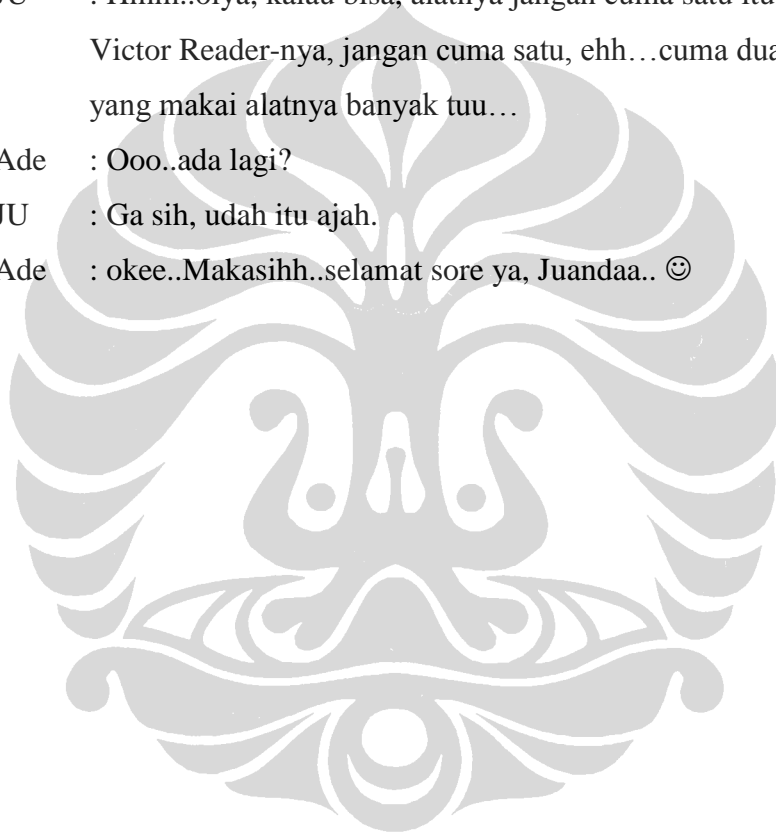 : Hmm..oiya, kalau bisa, alatnya jangan cuma satu itu
Victor Reader-nya, jangan cuma satu, ehh…cuma dua
yang makai alatnya banyak tuu…
Ade : Ooo..ada lagi?
JU : Ga sih, udah itu ajah.
Ade : okee..Makasihh..selamat sore ya, Juandaa.. ☺